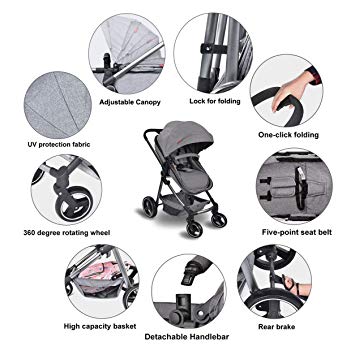 Adjustable Canopy
Lock for folding
UV protection fabric
One-click folding
360 degree rotating wheel
Five-point seat belt
High capacity basket
Detachable Handlebar
Rear brake